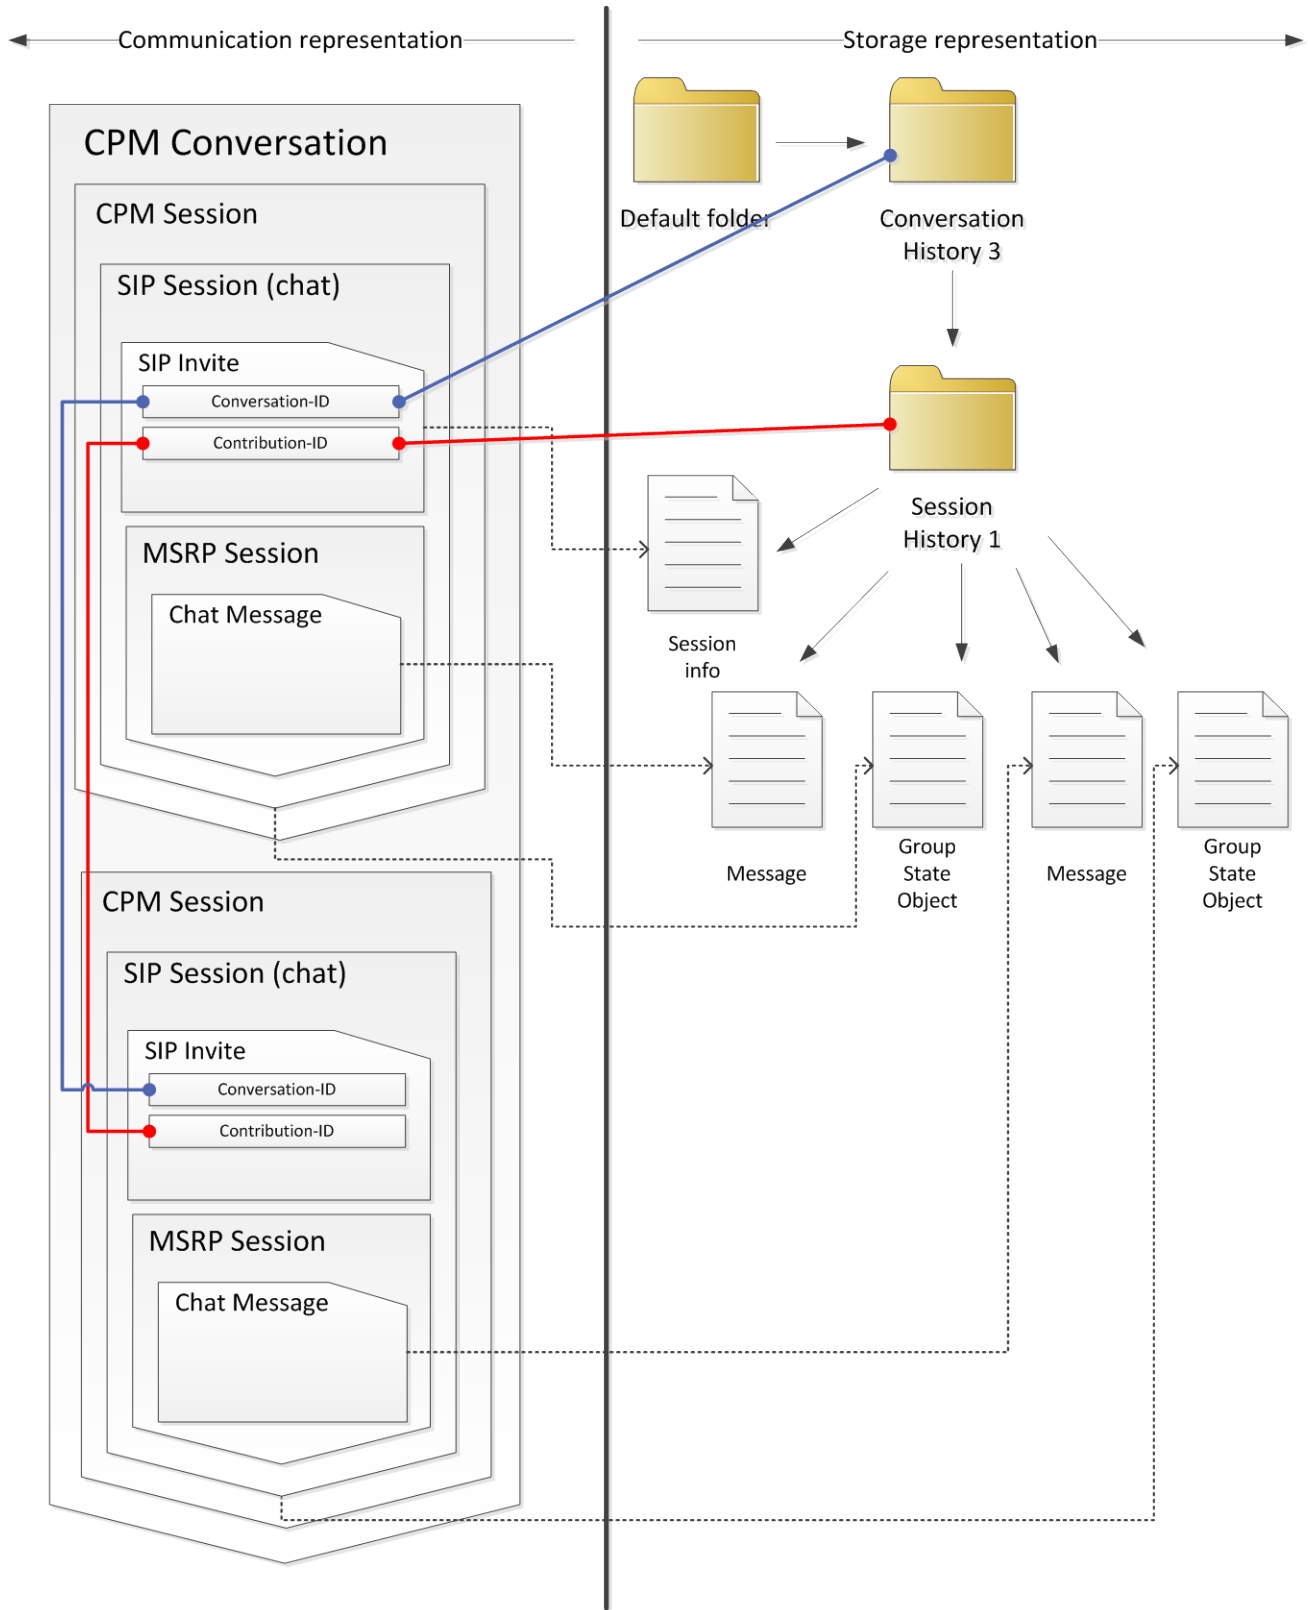 Communication representation
Storage representation
CPM Conversation
CPM Session
SIP Session (chat)
SIP Invite
Conversation-ID
Contribution-ID
MSRP Session
Chat Message
CPM Session
SIP Session (chat)
SIP Invite
Conversation-ID
Contribution-ID
MSRP Session
Chat Message
Default folder
Conversation
History 3
Session
History 1
Session
info
Message
Group
State
Object
Message
Group
State
Object